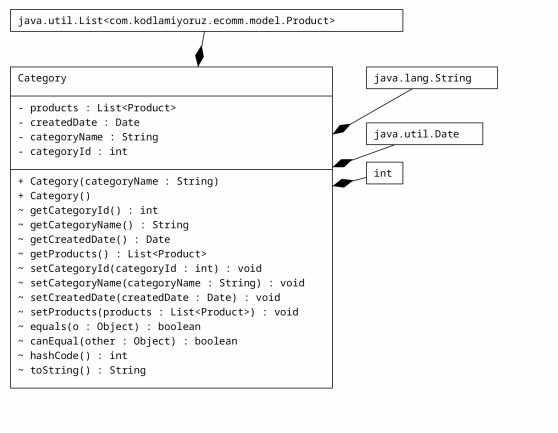 java.util.List<com.kodlamiyoruz.ecomm.model.Product>
Category
- products : List<Product>
- createdDate : Date
- categoryName : String
- categoryId : int
+ Category(categoryName : String)
+ Category()
~ getCategoryId() : int
~ getCategoryName() : String
~ getCreatedDate() : Date
~ getProducts() : List<Product>
~ setCategoryId(categoryId : int) : void
~ setCategoryName(categoryName : String) : void
~ setCreatedDate(createdDate : Date) : void
~ setProducts(products : List<Product>) : void
~ equals(o : Object) : boolean
~ canEqual(other : Object) : boolean
~ hashCode() : int
~ toString() : String
java.lang.String
java.util.Date
int